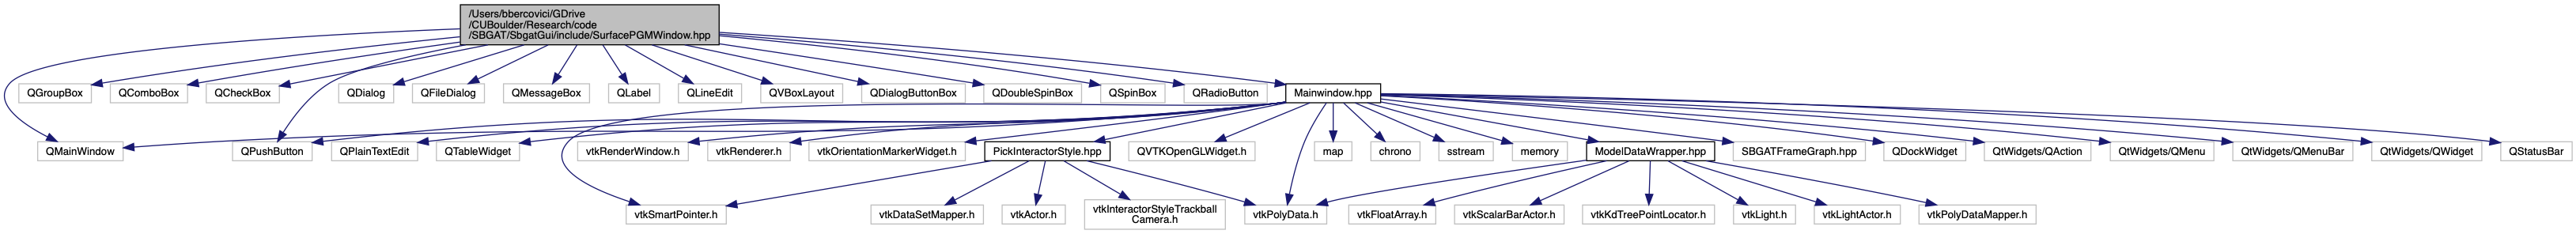 /Users/bbercovici/GDrive
/CUBoulder/Research/code
/SBGAT/SbgatGui/include/SurfacePGMWindow.hpp
QGroupBox
QComboBox
QCheckBox
QDialog
QFileDialog
QMessageBox
QLabel
QLineEdit
QVBoxLayout
QDialogButtonBox
QDoubleSpinBox
QSpinBox
QRadioButton
Mainwindow.hpp
QMainWindow
QPushButton
QPlainTextEdit
QTableWidget
vtkRenderWindow.h
vtkRenderer.h
vtkOrientationMarkerWidget.h
PickInteractorStyle.hpp
QVTKOpenGLWidget.h
map
chrono
sstream
memory
ModelDataWrapper.hpp
SBGATFrameGraph.hpp
QDockWidget
QtWidgets/QAction
QtWidgets/QMenu
QtWidgets/QMenuBar
QtWidgets/QWidget
QStatusBar
vtkSmartPointer.h
vtkDataSetMapper.h
vtkActor.h
vtkInteractorStyleTrackball
Camera.h
vtkPolyData.h
vtkFloatArray.h
vtkScalarBarActor.h
vtkKdTreePointLocator.h
vtkLight.h
vtkLightActor.h
vtkPolyDataMapper.h